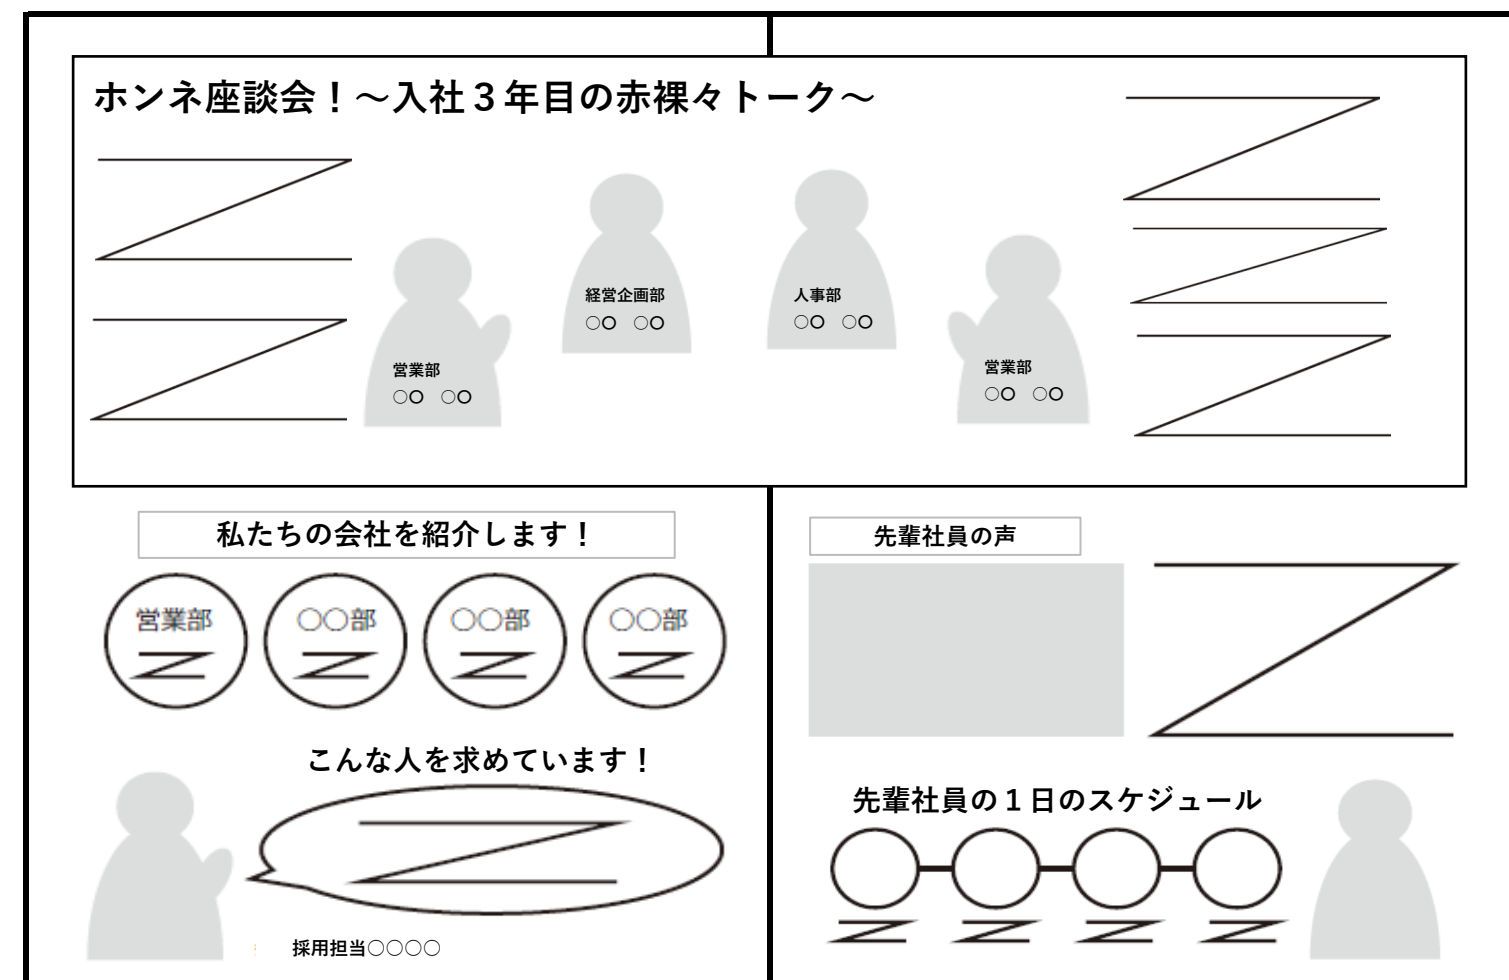 ホンネ座談会！～入社３年目の赤裸々トーク～
営業部
○○　○○
経営企画部
○○　○○
人事部
○○　○○
営業部
○○　○○
私たちの会社を紹介します！
営業部
○○部
○○部
○○部
こんな人を求めています！
採用担当○○○○
先輩社員の声
先輩社員の１日のスケジュール